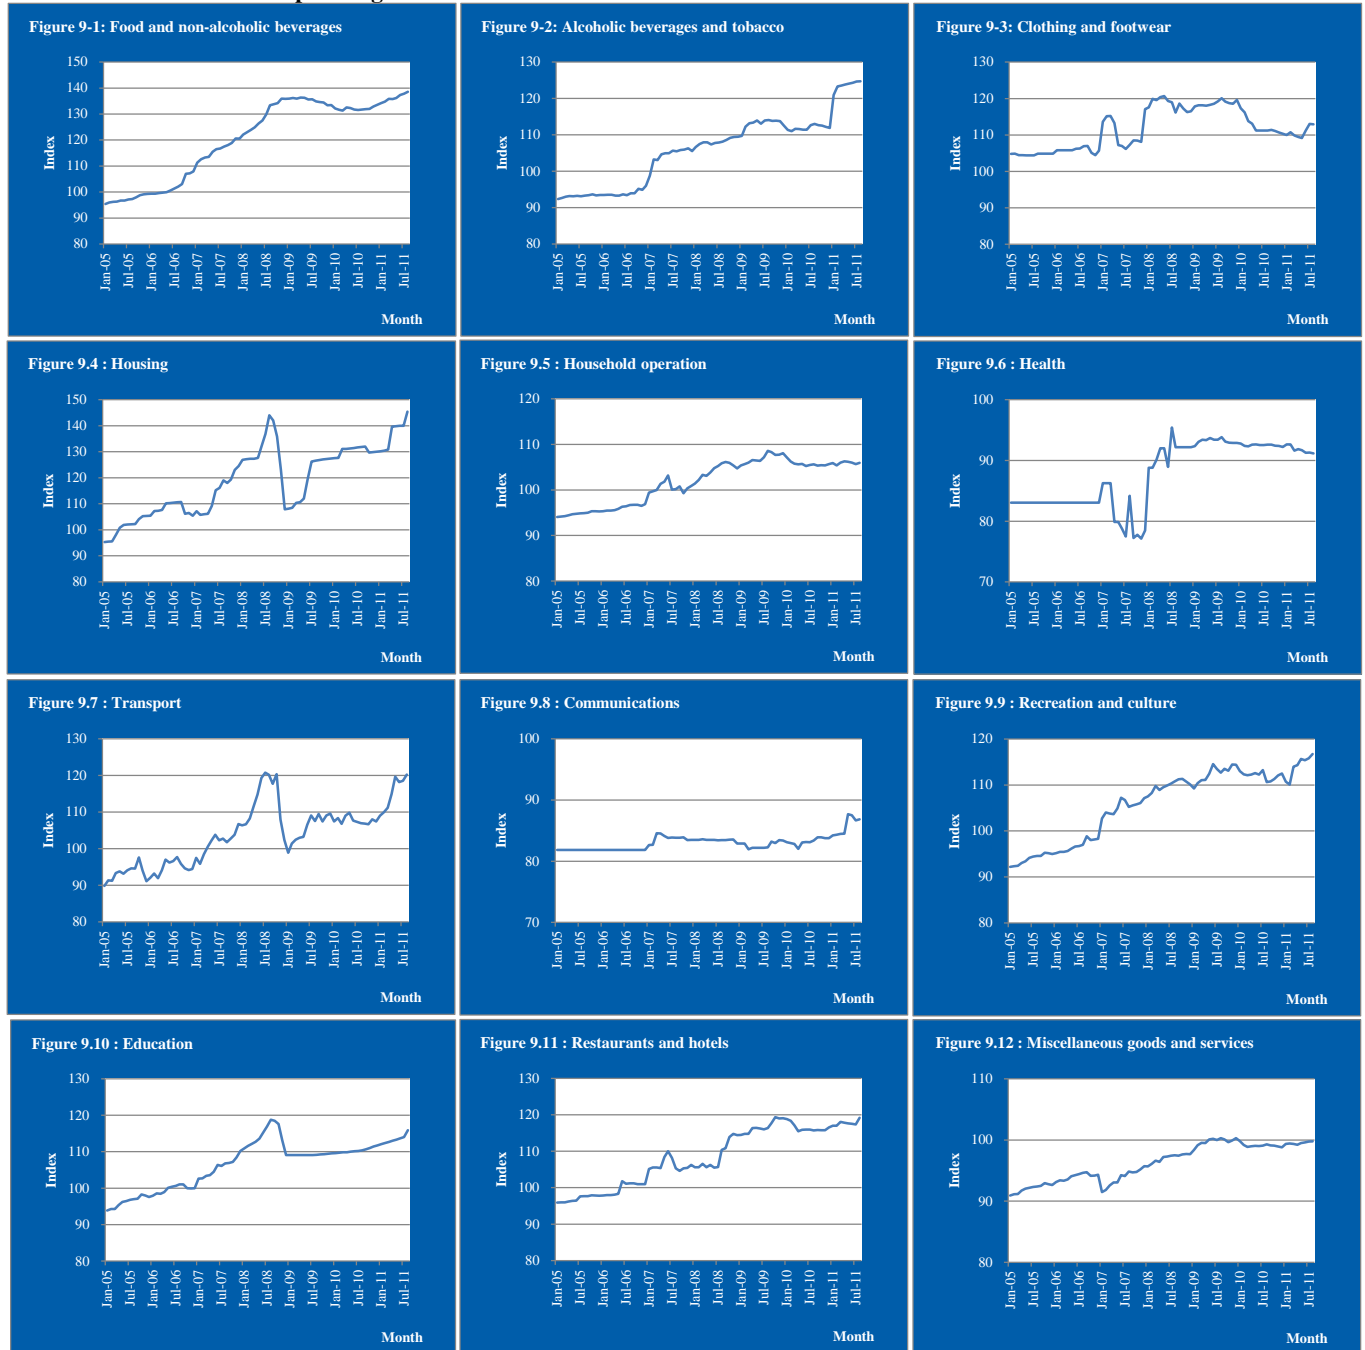 Figure 9-1: Food and non-alcoholic beverages
150
140
130
120
110
100
90
80
Index
Jan-05
Jul-05
Jan-06
Jul-06
Jan-07
Jul-07
Jan-08
Jul-08
Jan-09
Jul-09
Jan-10
Jul-10
Jan-11
Jul-11
Month
Figure 9-2: Alcoholic beverages and tobacco
130
120
110
100
90
80
Index
Jan-05
Jul-05
Jan-06
Jul-06
Jan-07
Jul-07
Jan-08
Jul-08
Jan-09
Jul-09
Jan-10
Jul-10
Jan-11
Jul-11
Month
Figure 9-3: Clothing and footwear
130
120
110
100
90
80
Index
Jan-05
Jul-05
Jan-06
Jul-06
Jan-07
Jul-07
Jan-08
Jul-08
Jan-09
Jul-09
Jan-10
Jul-10
Jan-11
Jul-11
Month
Figure 9.4 : Housing
150
140
130
120
110
100
90
80
Index
Jan-05
Jul-05
Jan-06
Jul-06
Jan-07
Jul-07
Jan-08
Jul-08
Jan-09
Jul-09
Jan-10
Jul-10
Jan-11
Jul-11
Month
Figure 9.5 : Household operation
120
110
100
90
80
Index
Jan-05
Jul-05
Jan-06
Jul-06
Jan-07
Jul-07
Jan-08
Jul-08
Jan-09
Jul-09
Jan-10
Jul-10
Jan-11
Jul-11
Month
Figure 9.6 : Health
100
90
80
70
Index
Jan-05
Jul-05
Jan-06
Jul-06
Jan-07
Jul-07
Jan-08
Jul-08
Jan-09
Jul-09
Jan-10
Jul-10
Jan-11
Jul-11
Month
Figure 9.7 : Transport
130
120
110
100
90
80
Index
Jan-05
Jul-05
Jan-06
Jul-06
Jan-07
Jul-07
Jan-08
Jul-08
Jan-09
Jul-09
Jan-10
Jul-10
Jan-11
Jul-11
Month
Figure 9.8 : Communications
100
90
80
70
Index
Jan-05
Jul-05
Jan-06
Jul-06
Jan-07
Jul-07
Jan-08
Jul-08
Jan-09
Jul-09
Jan-10
Jul-10
Jan-11
Jul-11
Month
Figure 9.9 : Recreation and culture
120
110
100
90
80
Index
Jan-05
Jul-05
Jan-06
Jul-06
Jan-07
Jul-07
Jan-08
Jul-08
Jan-09
Jul-09
Jan-10
Jul-10
Jan-11
Jul-11
Month
Figure 9.10 : Education
130
120
110
100
90
80
Index
Jan-05
Jul-05
Jan-06
Jul-06
Jan-07
Jul-07
Jan-08
Jul-08
Jan-09
Jul-09
Jan-10
Jul-10
Jan-11
Jul-11
Month
Figure 9.11 : Restaurants and hotels
130
120
110
100
90
80
Index
Jan-05
Jul-05
Jan-06
Jul-06
Jan-07
Jul-07
Jan-08
Jul-08
Jan-09
Jul-09
Jan-10
Jul-10
Jan-11
Jul-11
Month
Figure 9.12 : Miscellaneous goods and services
110
100
90
80
Index
Jan-05
Jul-05
Jan-06
Jul-06
Jan-07
Jul-07
Jan-08
Jul-08
Jan-09
Jul-09
Jan-10
Jul-10
Jan-11
Jul-11
Month